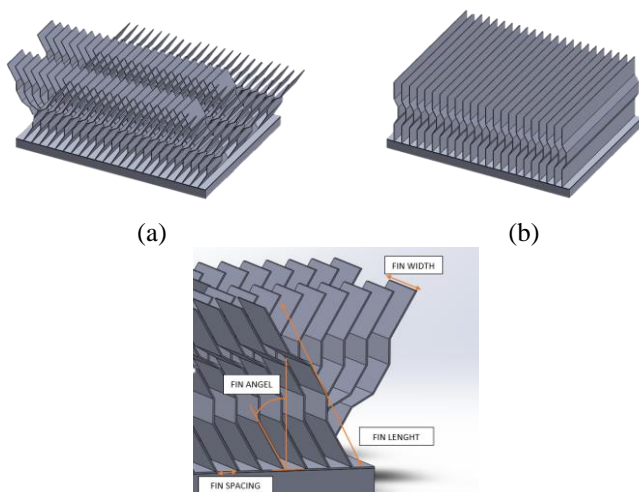 (a)
(b)
FIN WIDTH
FIN ANGEL
FIN LENGHT
FIN SPACING